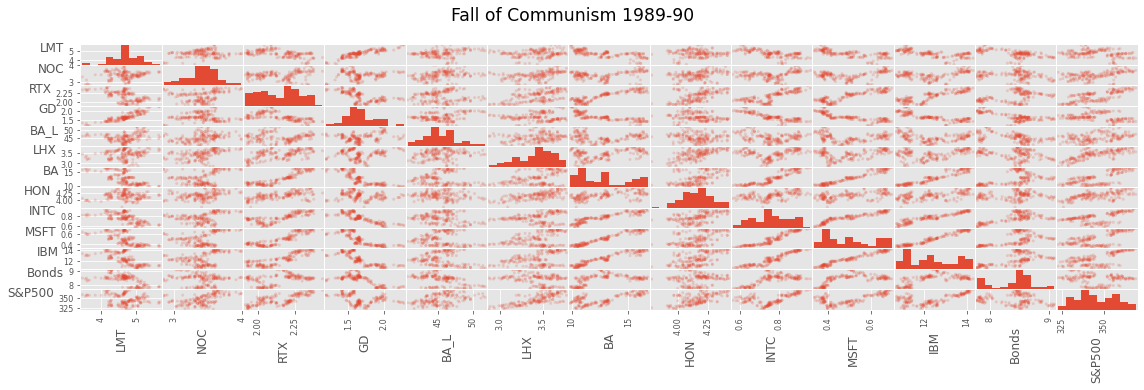 Fall of Communism 1989-90
LMT
5
4
NOC
4
3
RTX
2.25
2.00
GD
2.0
1.5
BA_L
50
45
LHX
3.5
3.0
BA
15
10
HON
4.25
4.00
INTC
0.8
0.6
MSFT
0.6
0.4
IBM
14
12
Bonds
9
8
S&P500
350
325
4 5 3 4 2.00 2.25 1.5 2.0 45 50 3.0 3.5 10 15 4.00 4.25 0.6 0.8 0.4 0.6 12 14 8 9 325 350
LMT NOC RTX GD BA_L LHX BA HON INTC MSFT IBM Bonds S&P500